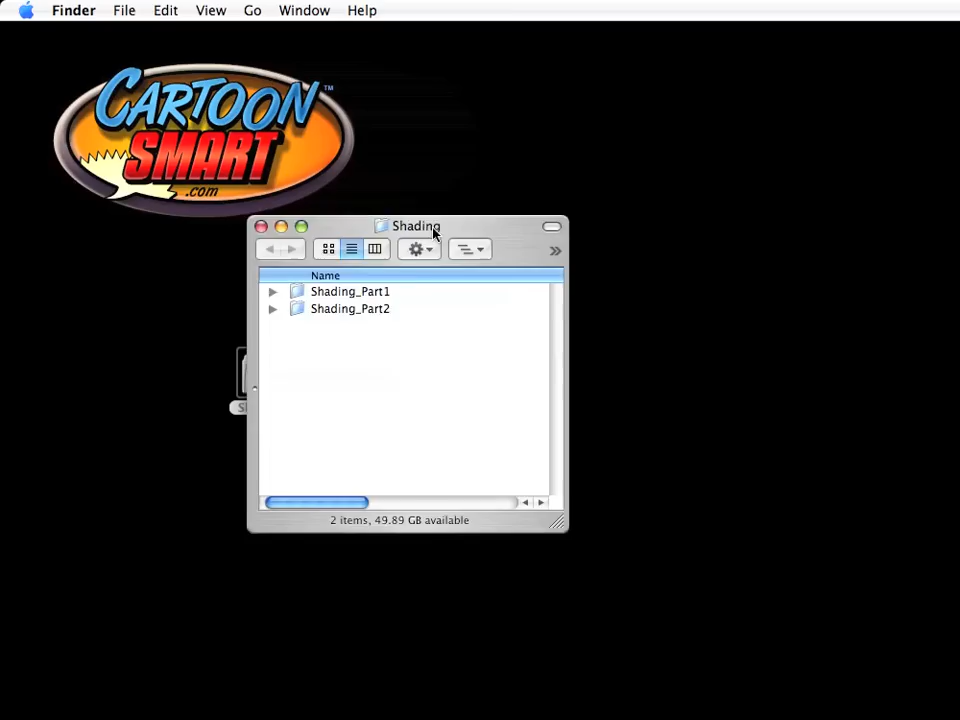 Finder File Edit View Go Window Help
CARTOON™
SMART
.com
Shading
Name
Shading_Part1
Shading_Part2
2 items, 49.89 GB available